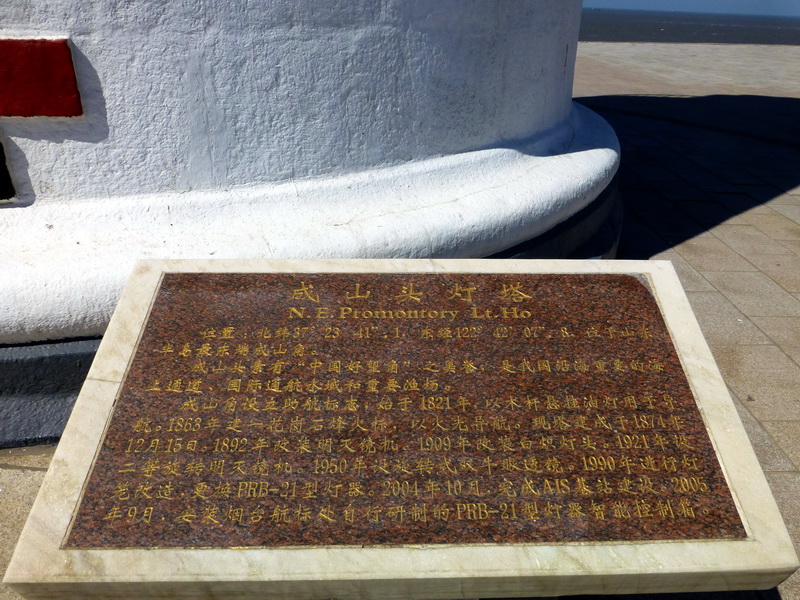 成山头灯塔
N.E.Promontory Lt.Ho
位置：北纬37° 23′ 41″.1，东经122° 42′ 07″.8。位于山东
半岛最东端成山角。
成山头素有“中国好望角”之美誉，是我国沿海重要的海
上通道、国际通航水域和重要渔场。
成山角设立助航标志，始于1821年，以木杆悬挂油灯用于导
航。1863年建一花岗石烽火标，以火光导航。现塔建成于1874年
12月15日。1892年改装明灭镜机。1909年改装白炽灯头。1921年设
二等旋转明灭镜机。1950年设旋转式双牛眼透镜。1990年进行灯
笼改造，更换PRB-21型灯器。2004年10月，完成AIS基站建设。2005
年9月，安装烟台航标处自行研制的PRB-21型灯器智能控制箱。